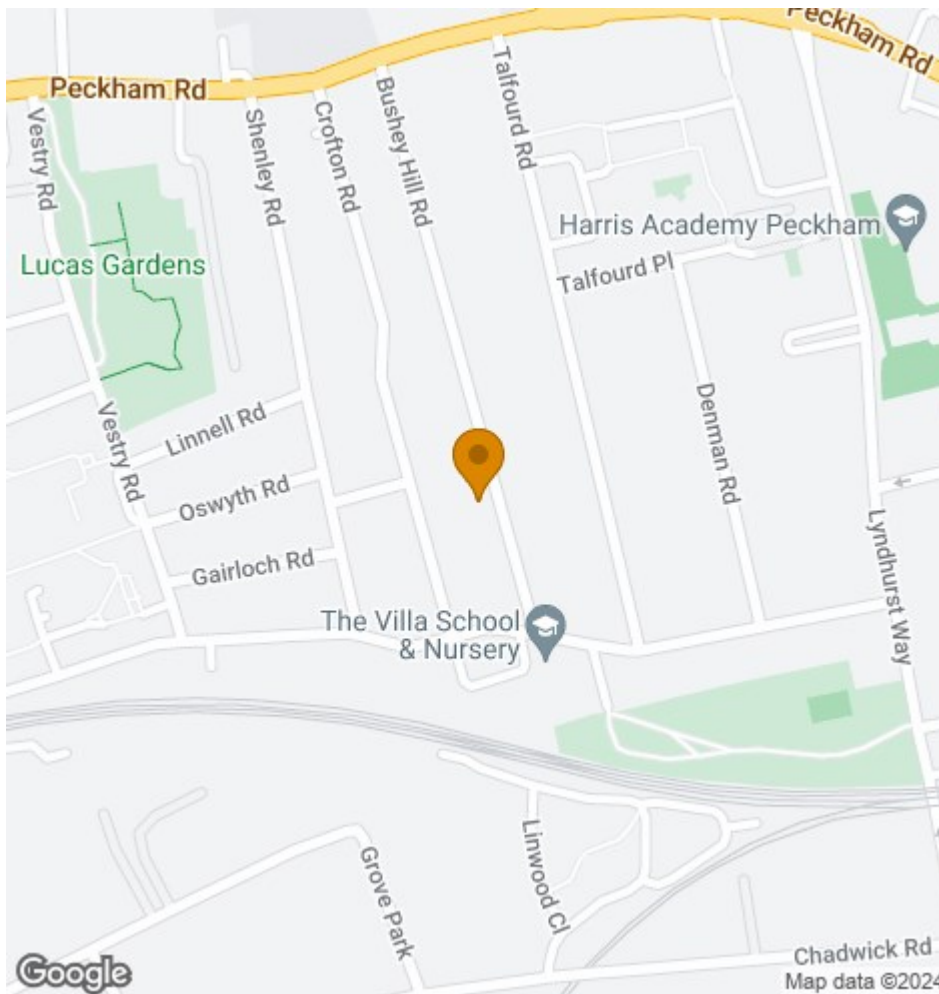 Peckham Rd
Peckham Rd
Vestry Rd
Shenley Rd
Crofton Rd
Bushey Hill Rd
Talfourd Rd
Harris Academy Peckham
Lucas Gardens
Talfourd Pl
Vestry Rd
Linnell Rd
Denman Rd
Oswyth Rd
Gairloch Rd
Lyndhurst Way
The Villa School
& Nursery
Linwood Cl
Grove Park
Chadwick Rd
Google
Map data ©2024